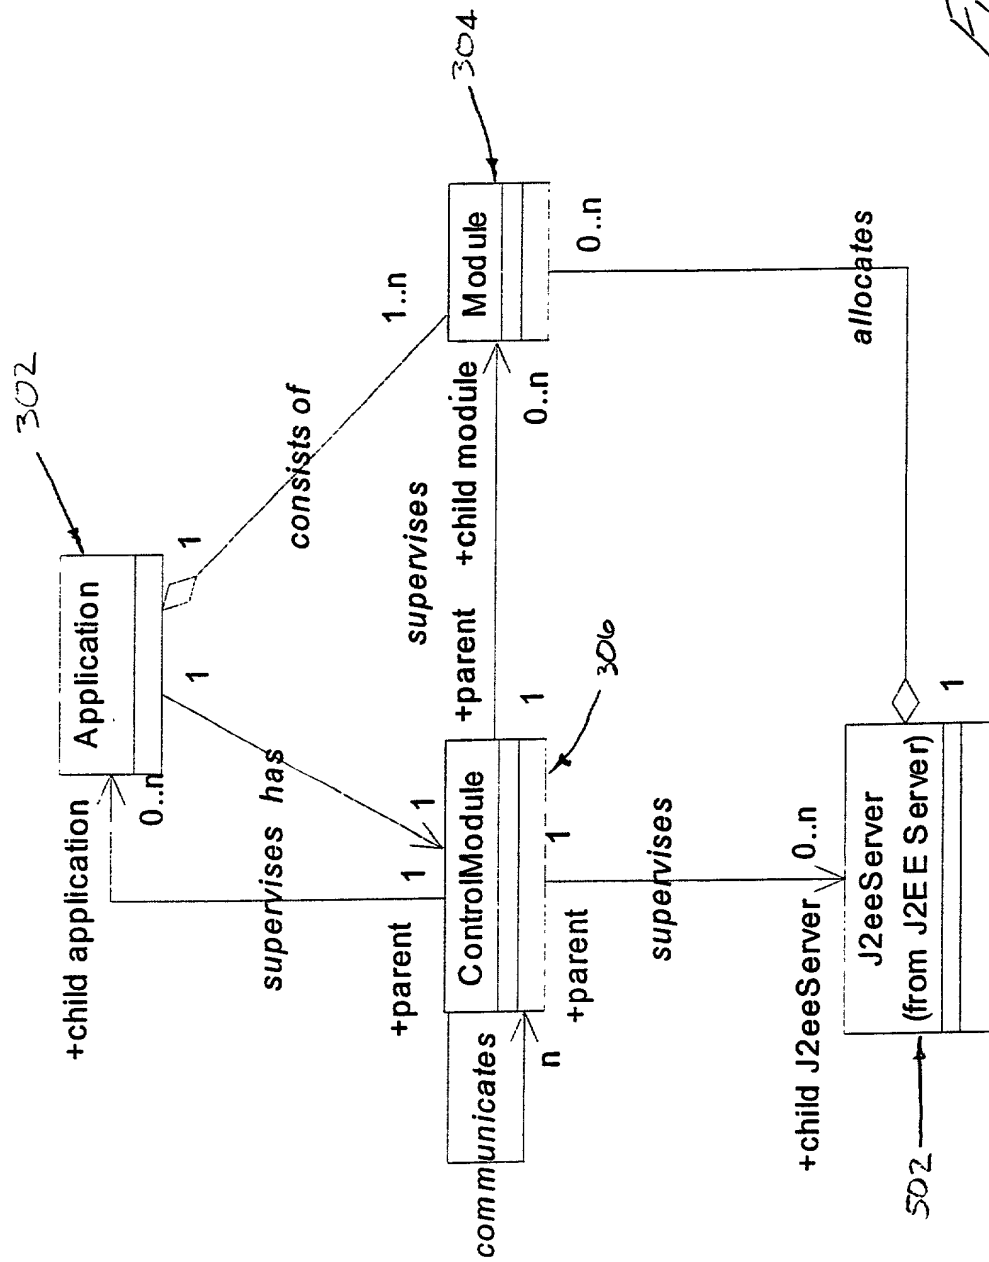 302
+child application
Application
0..n
1
1
supervises
has
consists of
1..n
+parent
1
1
supervises
304
+parent
+child module
ControlModule
Module
communicates
1
0..n
n
1
+parent
0..n
306
supervises
+child J2eeServer
0..n
allocates
J2eeServer
(from J2EE Server)
502
1